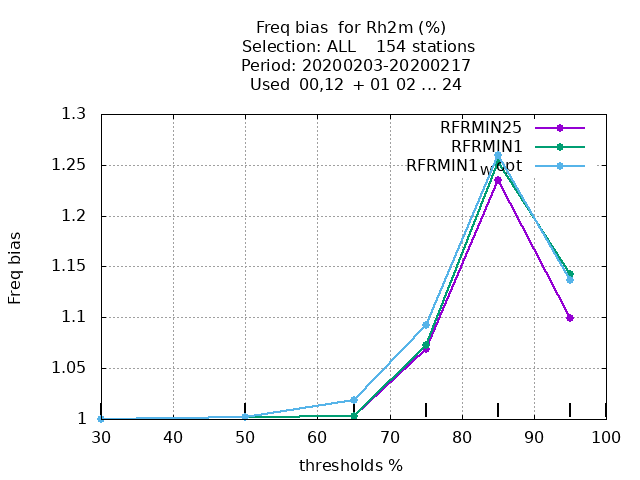 Freq bias for Rh2m (%)
Selection: ALL 154 stations
Period: 20200203-20200217
Used 00,12 + 01 02 ... 24
1.3
1.25
1.2
1.15
1.1
1.05
1
Freq bias
RFRMIN25
RFRMIN1
RFRMIN1wopt
30 40 50 60 70 80 90 100
thresholds %